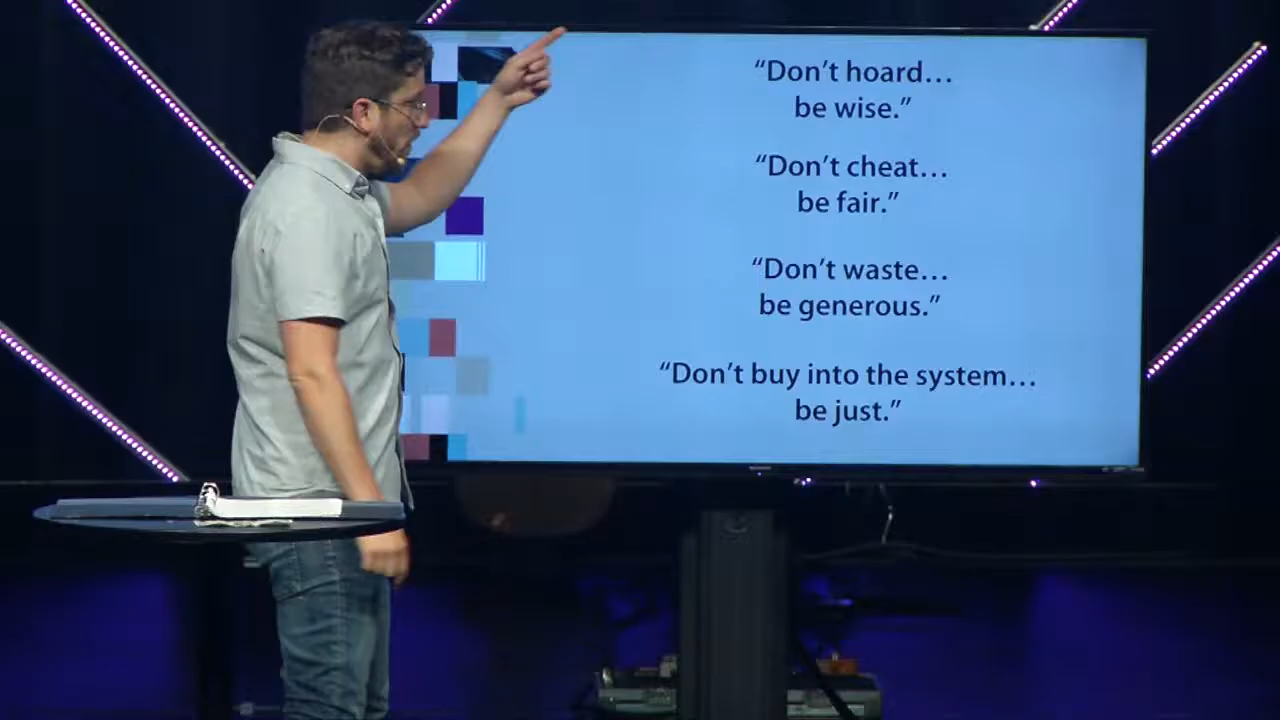 “Don’t hoard…
be wise.”
“Don’t cheat…
be fair.”
“Don’t waste…
be generous.”
“Don’t buy into the system…
be just.”